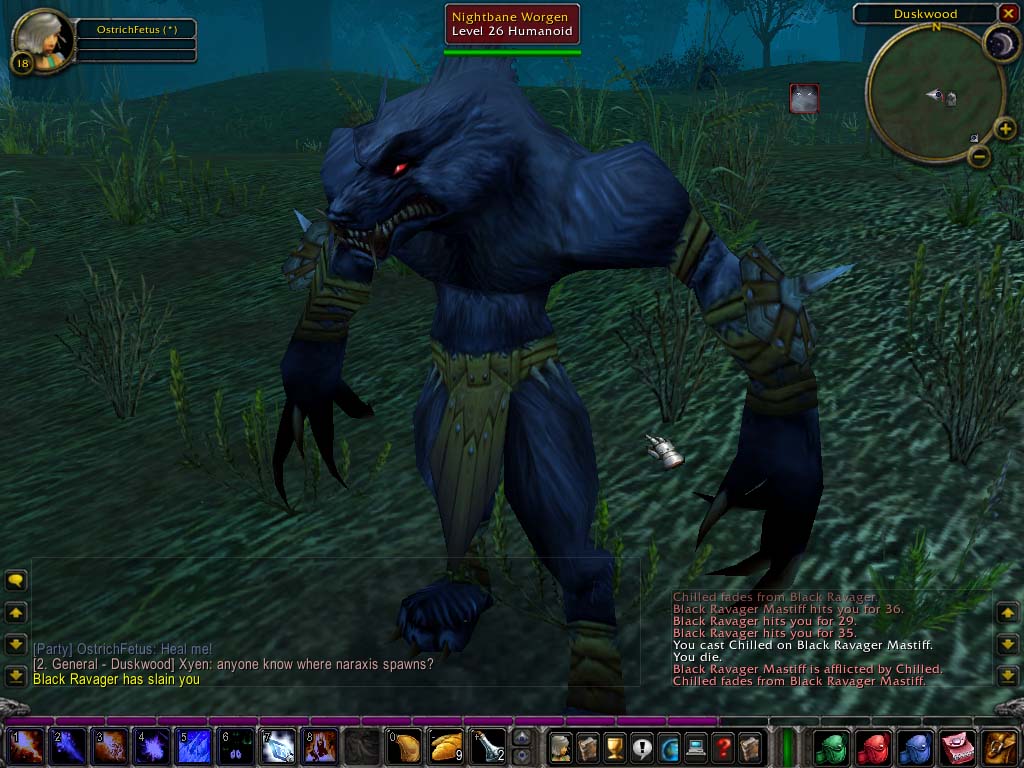 OstrichFetus (*)
18
Nightbane Worgen
Level 26 Humanoid
Duskwood
N
[Party] OstrichFetus: Heal me!
[2. General - Duskwood] Xyen: anyone know where naraxis spawns?
Black Ravager has slain you
Chilled fades from Black Ravager.
Black Ravager Mastiff hits you for 36.
Black Ravager hits you for 29.
Black Ravager hits you for 35.
You cast Chilled on Black Ravager Mastiff.
You die.
Black Ravager Mastiff is afflicted by Chilled.
Chilled fades from Black Ravager Mastiff.
1 2 3 4 5 6 7 8 0 9 2